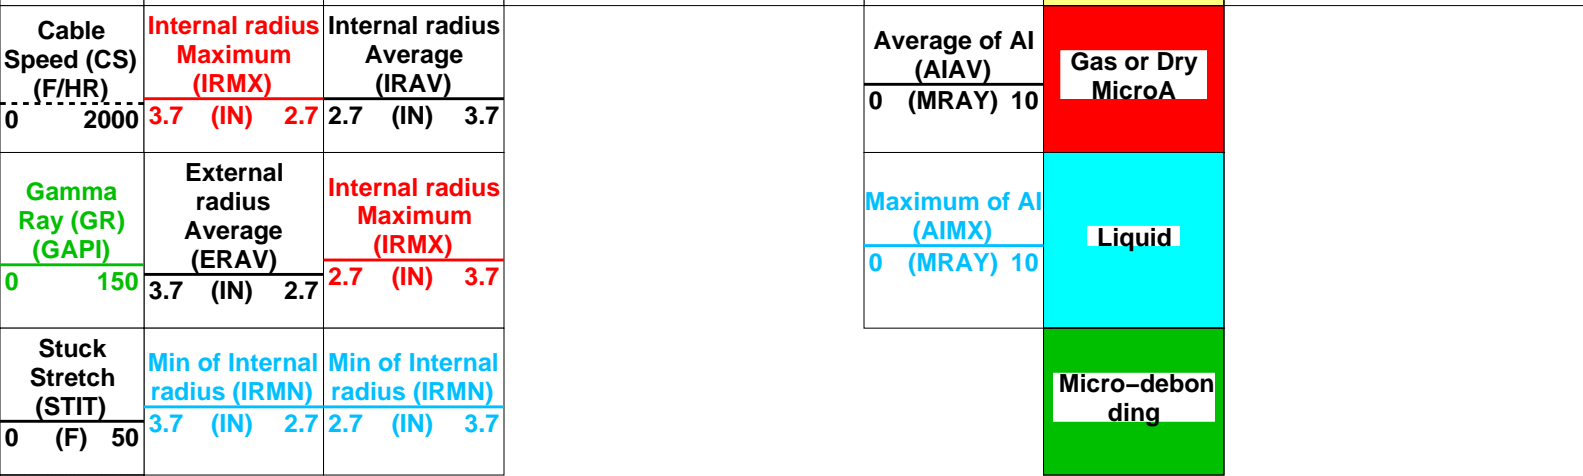 Cable
Speed (CS)
(F/HR)
0 2000
Internal radius
Maximum
(IRMX)
3.7 (IN) 2.7
Internal radius
Average
(IRAV)
2.7 (IN) 3.7
Average of AI
(AIAV)
0 (MRAY) 10
Gas or Dry
MicroA
Gamma
Ray (GR)
(GAPI)
0 150
External
radius
Average
(ERAV)
3.7 (IN) 2.7
Internal radius
Maximum
(IRMX)
2.7 (IN) 3.7
Maximum of AI
(AIMX)
0 (MRAY) 10
Liquid
Stuck
Stretch
(STIT)
0 (F) 50
Min of Internal
radius (IRMN)
3.7 (IN) 2.7
Min of Internal
radius (IRMN)
2.7 (IN) 3.7
Micro−debon
ding